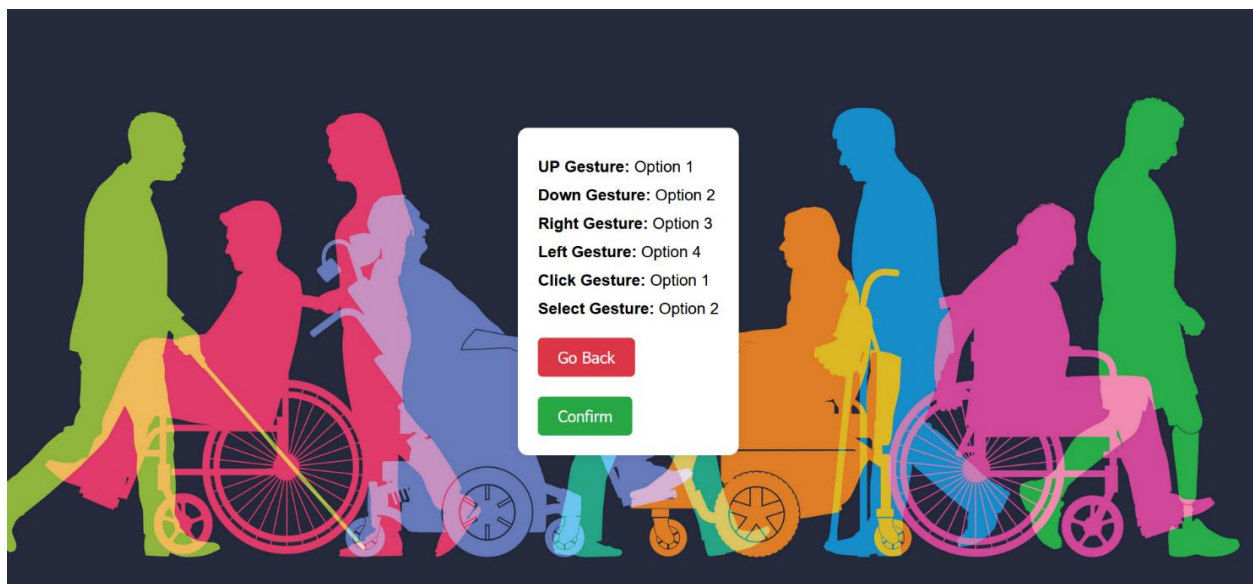 UP Gesture: Option 1
Down Gesture: Option 2
Right Gesture: Option 3
Left Gesture: Option 4
Click Gesture: Option 1
Select Gesture: Option 2
Go Back
Confirm